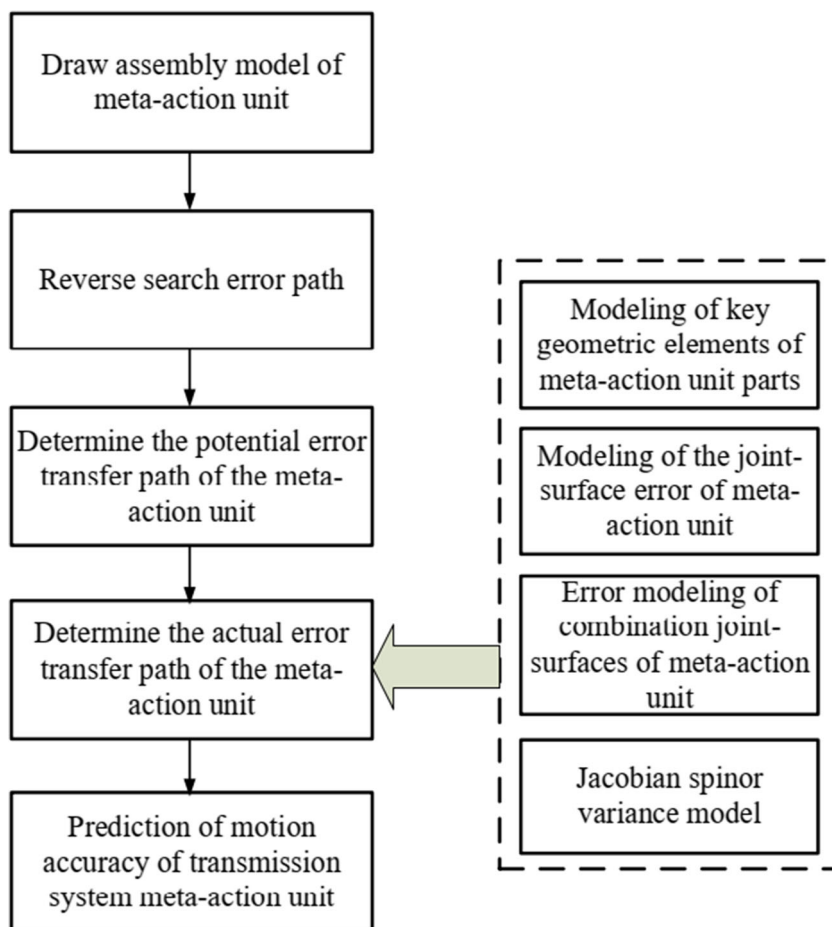 Draw assembly model of
meta-action unit
Reverse search error path
Determine the potential error
transfer path of the meta-
action unit
Determine the actual error
transfer path of the meta-
action unit
Prediction of motion
accuracy of transmission
system meta-action unit
Modeling of key
geometric elements of
meta-action unit parts
Modeling of the joint-
surface error of meta-
action unit
Error modeling of
combination joint-
surfaces of meta-action
unit
Jacobian spinor
variance model